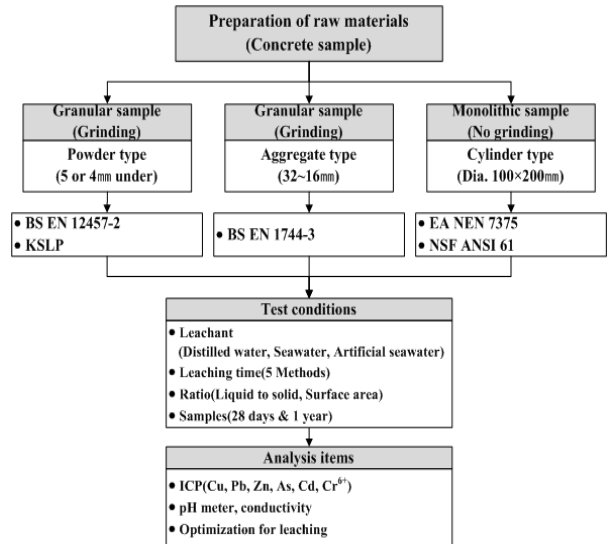 Preparation of raw materials
(Concrete sample)
Granular sample
(Grinding)
Powder type
(5 or 4㎜ under)
• BS EN 12457-2
• KSLP
Granular sample
(Grinding)
Aggregate type
(32~16㎜)
• BS EN 1744-3
Monolithic sample
(No grinding)
Cylinder type
(Dia. 100×200㎜)
• EA NEN 7375
• NSF ANSI 61
Test conditions
• Leachant
(Distilled water, Seawater, Artificial seawater)
• Leaching time(5 Methods)
• Ratio(Liquid to solid, Surface area)
• Samples(28 days & 1 year)
Analysis items
• ICP(Cu, Pb, Zn, As, Cd, Cr⁶⁺)
• pH meter, conductivity
• Optimization for leaching